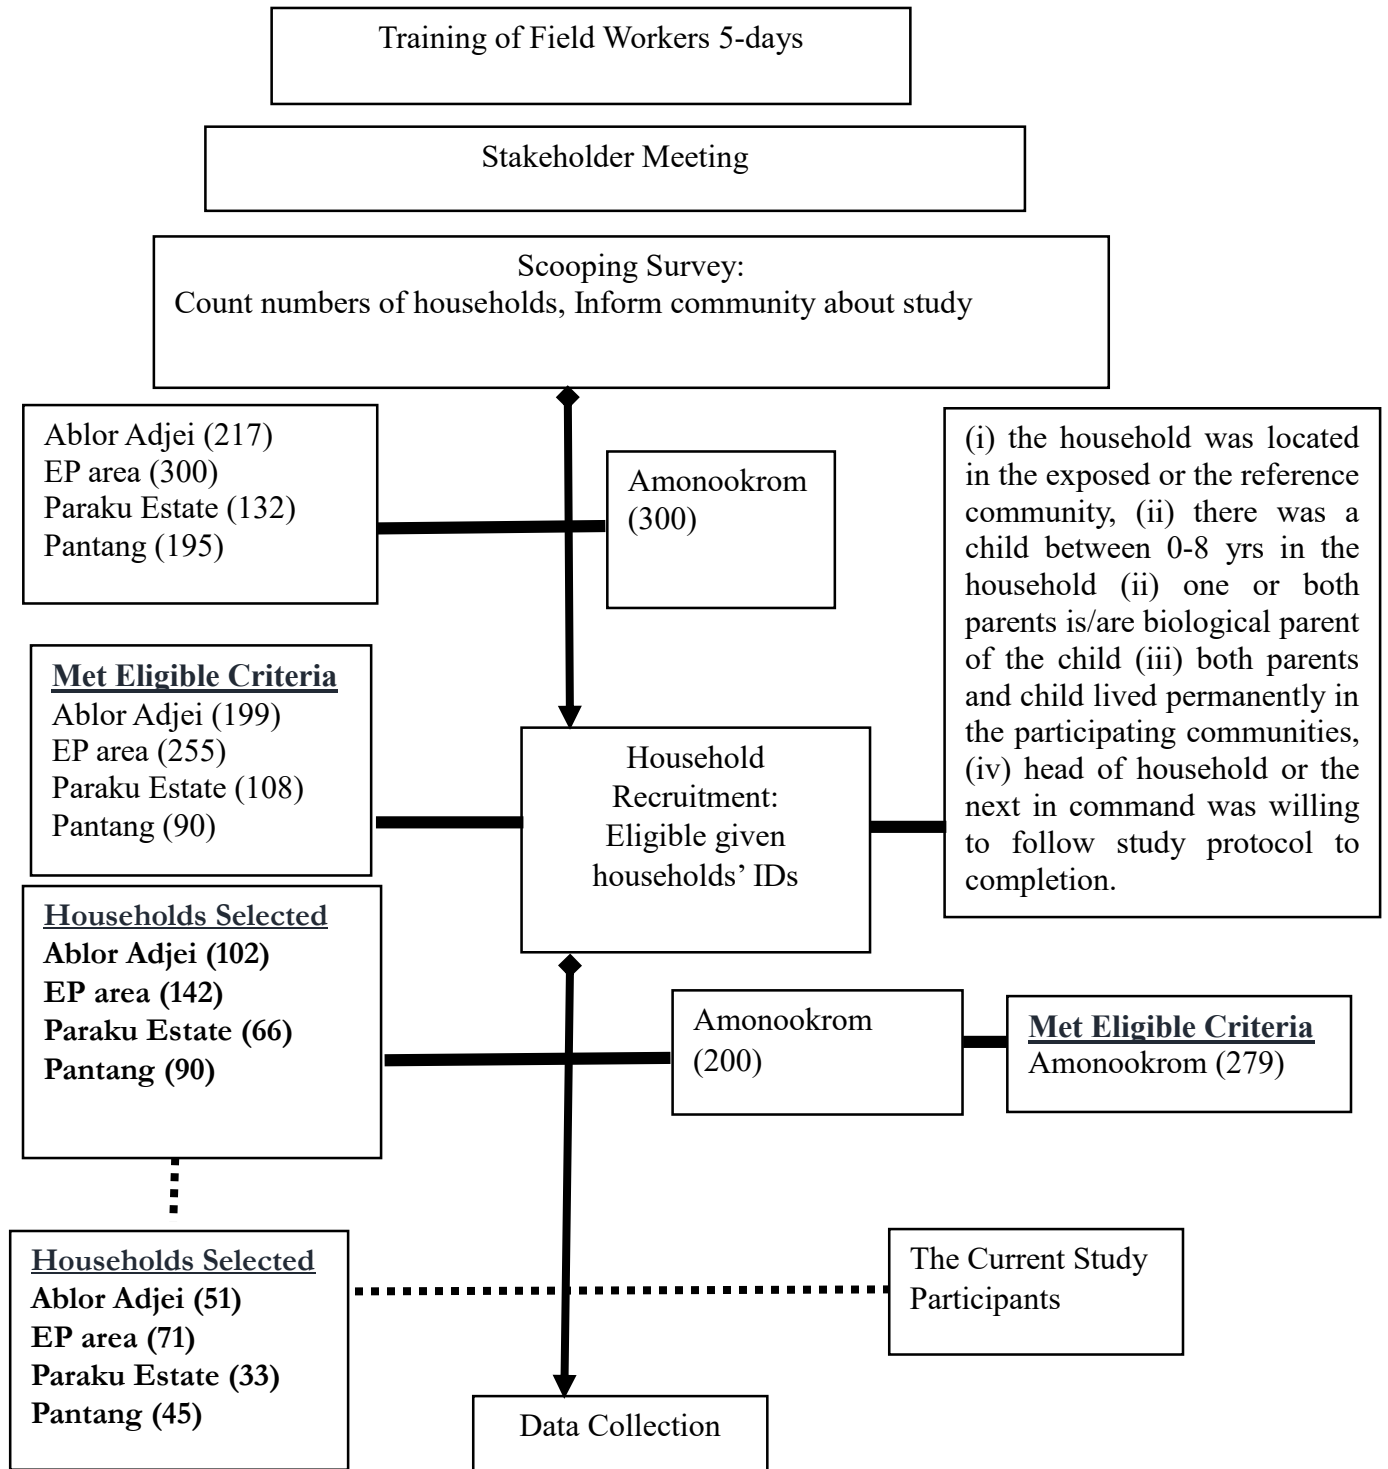 Training of Field Workers 5-days
Stakeholder Meeting
Scooping Survey:
Count numbers of households, Inform community about study
Ablor Adjei (217)
EP area (300)
Paraku Estate (132)
Pantang (195)
Amonookrom
(300)
(i) the household was located
in the exposed or the reference
community, (ii) there was a
child between 0-8 yrs in the
household (ii) one or both
parents is/are biological parent
of the child (iii) both parents
and child lived permanently in
the participating communities,
(iv) head of household or the
next in command was willing
to follow study protocol to
completion.
Met Eligible Criteria
Ablor Adjei (199)
EP area (255)
Paraku Estate (108)
Pantang (90)
Household
Recruitment:
Eligible given
households’ IDs
Households Selected
Ablor Adjei (102)
EP area (142)
Paraku Estate (66)
Pantang (90)
Amonookrom
(200)
Met Eligible Criteria
Amonookrom (279)
Households Selected
Ablor Adjei (51)
EP area (71)
Paraku Estate (33)
Pantang (45)
The Current Study
Participants
Data Collection